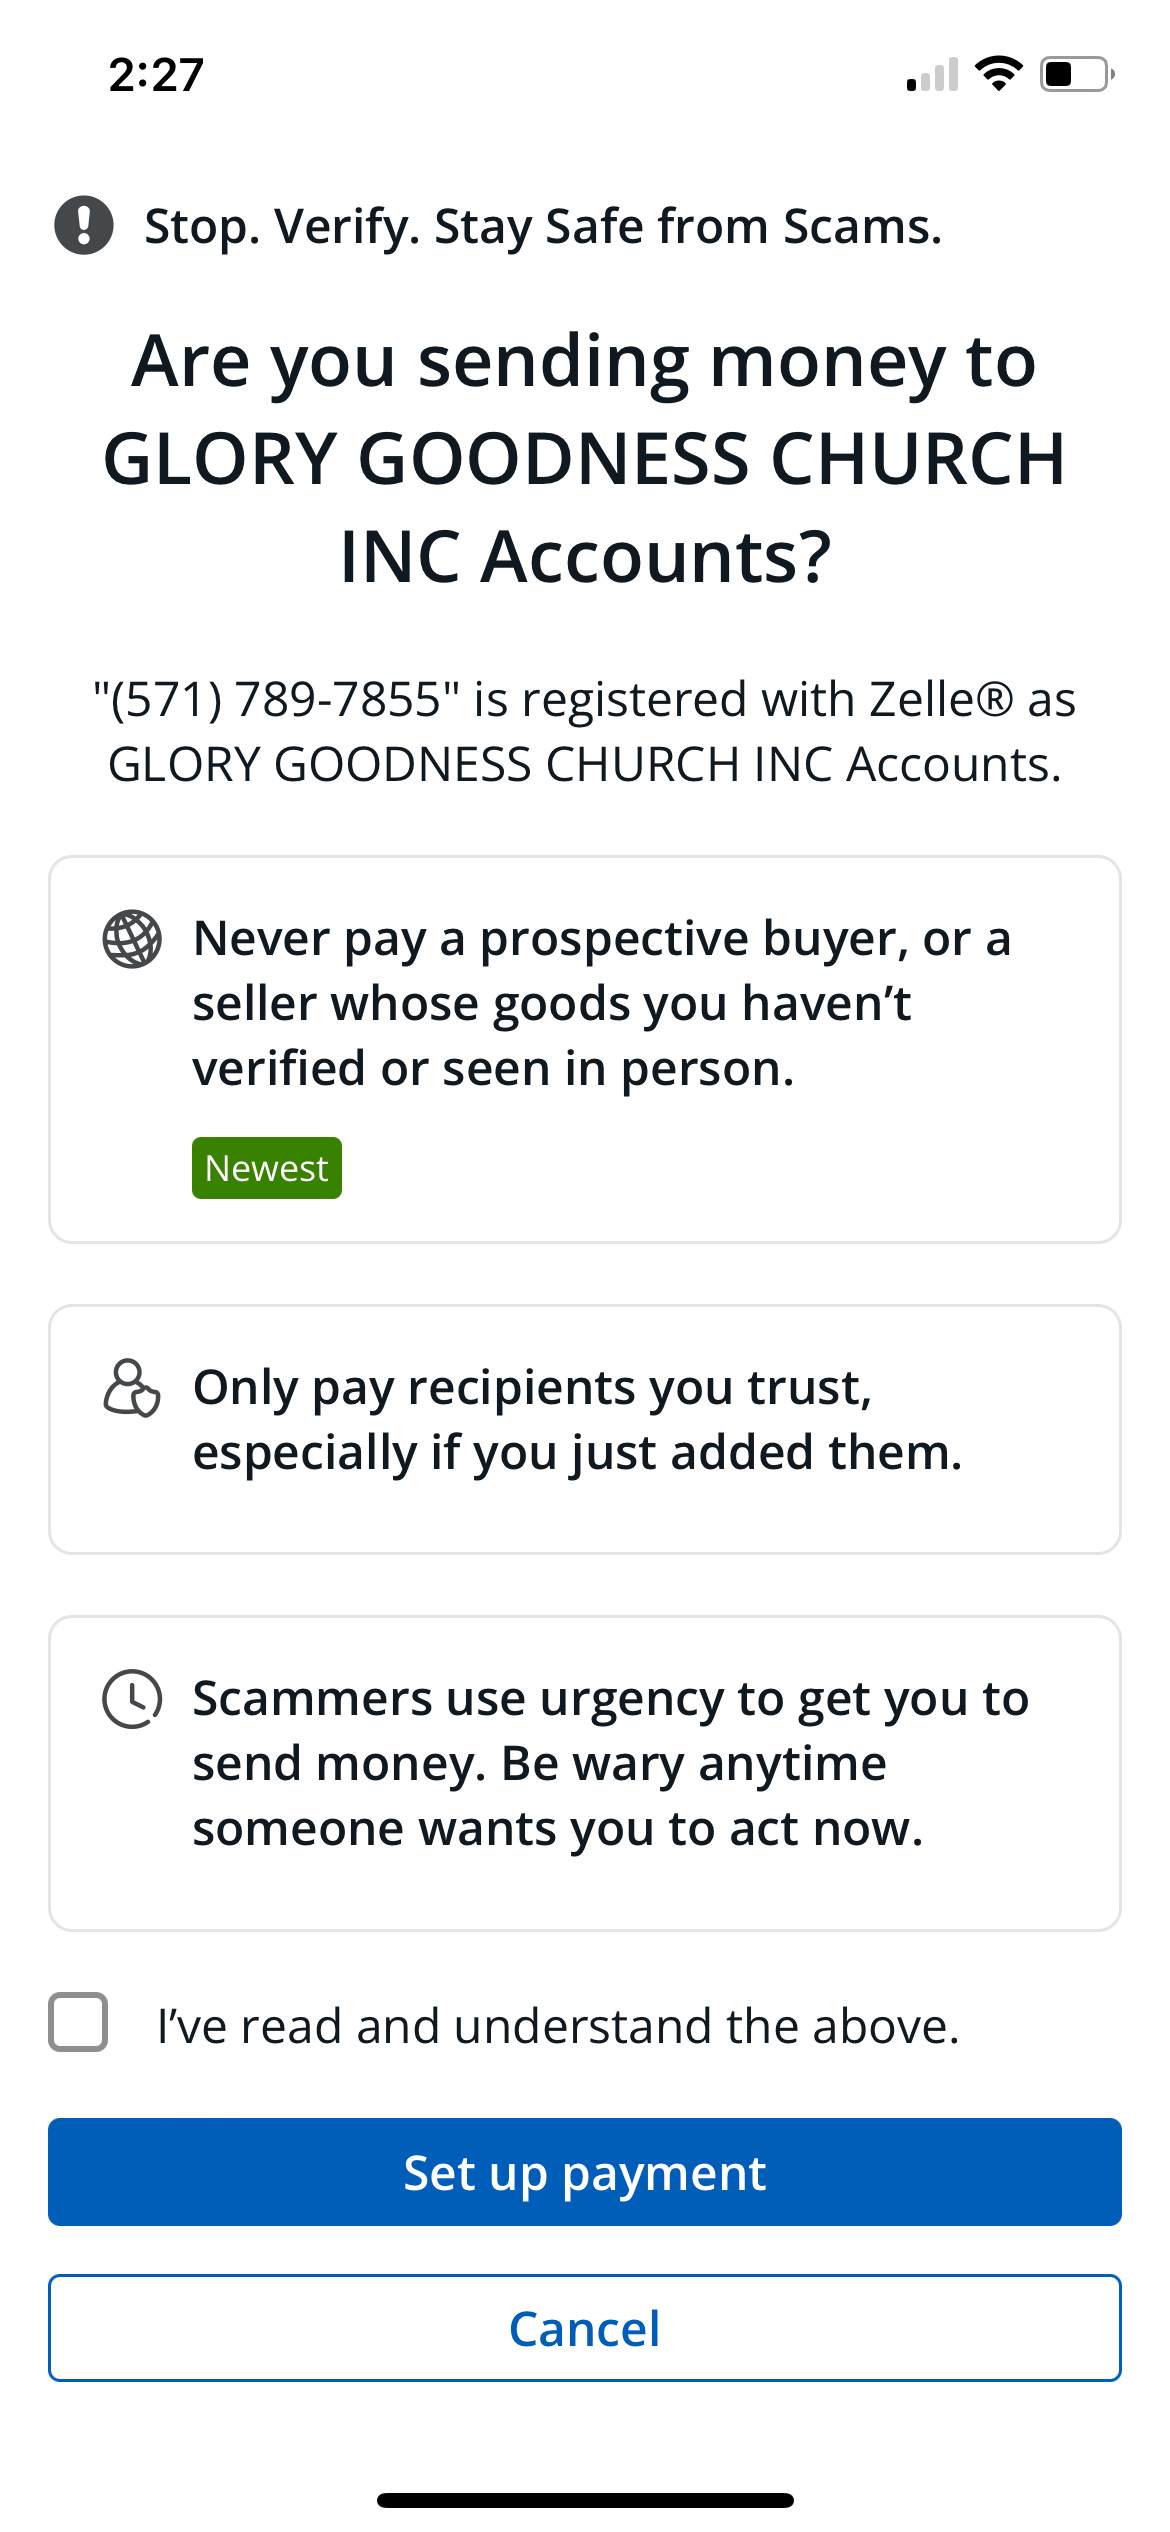 2:27
Stop. Verify. Stay Safe from Scams.
Are you sending money to
GLORY GOODNESS CHURCH
INC Accounts?
"(571) 789-7855" is registered with Zelle® as
GLORY GOODNESS CHURCH INC Accounts.
Never pay a prospective buyer, or a
seller whose goods you haven’t
verified or seen in person.
Newest
Only pay recipients you trust,
especially if you just added them.
Scammers use urgency to get you to
send money. Be wary anytime
someone wants you to act now.
I’ve read and understand the above.
Set up payment
Cancel